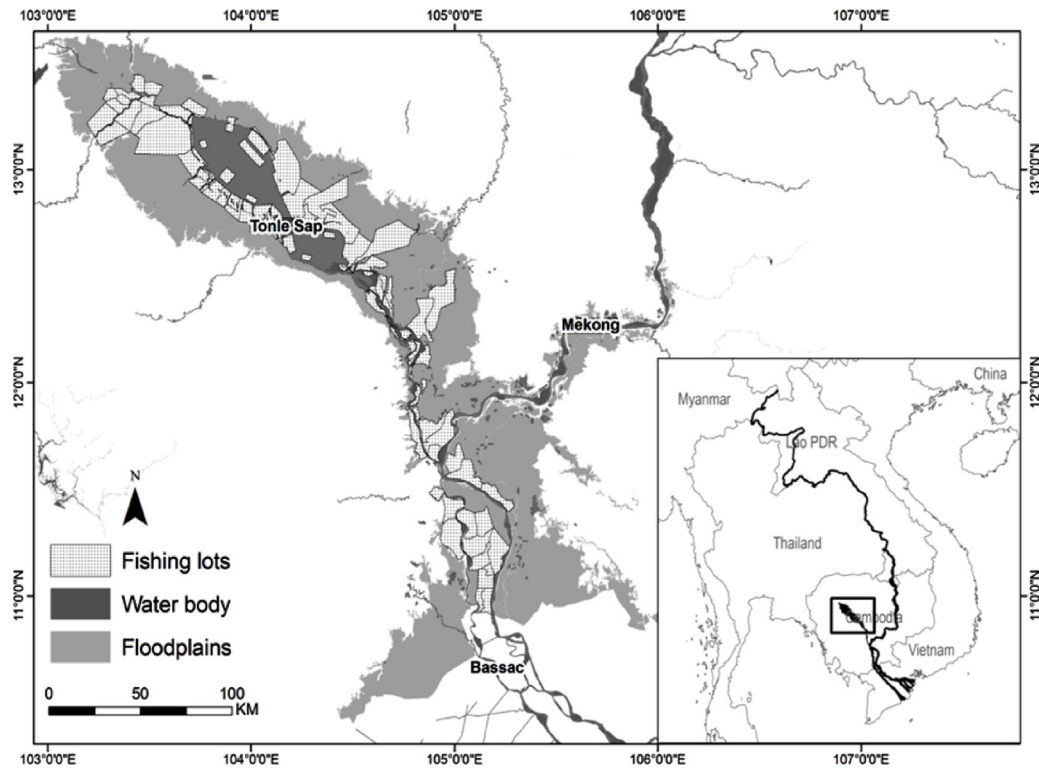 103°0'0"E 104°0'0"E 105°0'0"E 106°0'0"E 107°0'0"E
13°0'0"N
13°0'0"N
Tonle Sap
Mekong
12°0'0"N
12°0'0"N
China
Myanmar
Lao PDR
N
Thailand
Fishing lots
11°0'0"N
11°0'0"N
Water body
Cambodia
Floodplains
Vietnam
Bassac
0 50 100
KM
103°0'0"E 104°0'0"E 105°0'0"E 106°0'0"E 107°0'0"E